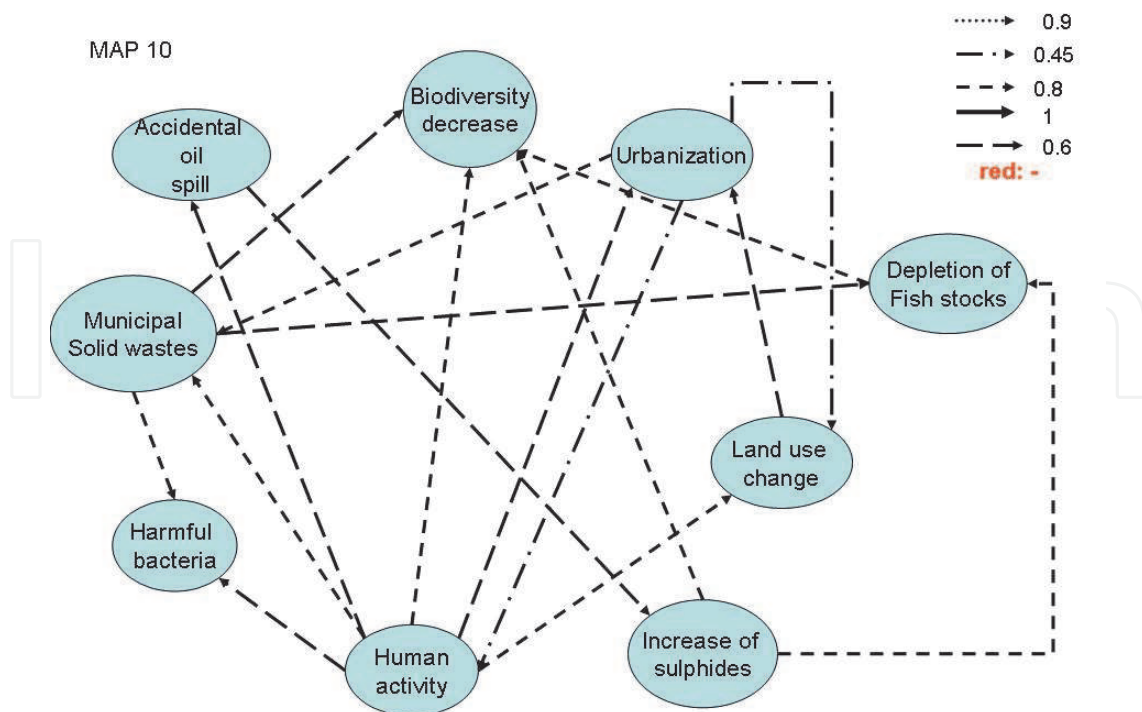 MAP 10
0.9
0.45
0.8
1
0.6
red: -
Biodiversity
decrease
Accidental
oil
spill
Urbanization
Depletion of
Fish stocks
Municipal
Solid wastes
Land use
change
Harmful
bacteria
Human
activity
Increase of
sulphides